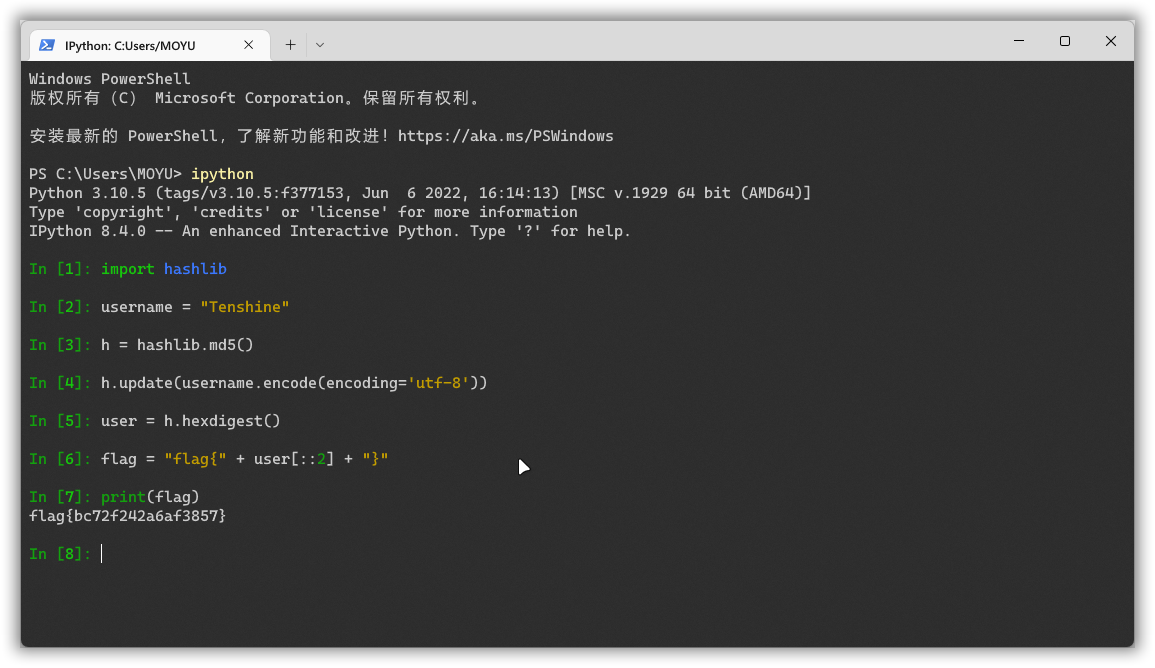 IPython: C:Users/MOYU
Windows PowerShell
版权所有（C） Microsoft Corporation。保留所有权利。
安装最新的 PowerShell，了解新功能和改进！https://aka.ms/PSWindows
PS C:\Users\MOYU> ipython
Python 3.10.5 (tags/v3.10.5:f377153, Jun  6 2022, 16:14:13) [MSC v.1929 64 bit (AMD64)]
Type 'copyright', 'credits' or 'license' for more information
IPython 8.4.0 -- An enhanced Interactive Python. Type '?' for help.
In [1]: import hashlib
In [2]: username = "Tenshine"
In [3]: h = hashlib.md5()
In [4]: h.update(username.encode(encoding='utf-8'))
In [5]: user = h.hexdigest()
In [6]: flag = "flag{" + user[::2] + "}"
In [7]: print(flag)
flag{bc72f242a6af3857}
In [8]: